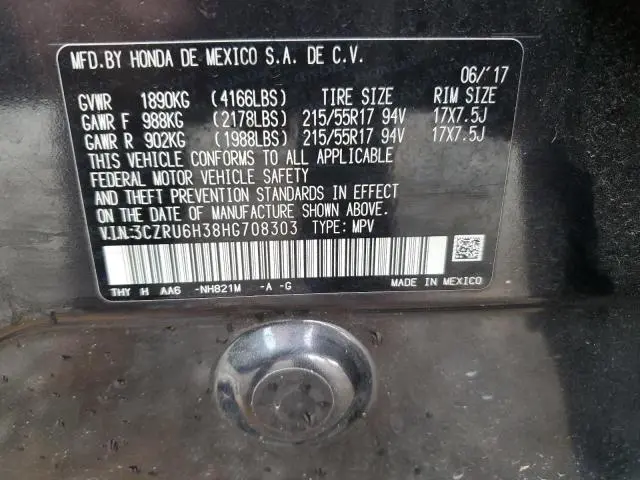 MFD.BY HONDA DE MEXICO S.A. DE C.V.
06/'17
GVWR 1890KG (4166LBS) TIRE SIZE RIM SIZE
GAWR F 988KG (2178LBS) 215/55R17 94V 17X7.5J
GAWR R 902KG (1988LBS) 215/55R17 94V 17X7.5J
THIS VEHICLE CONFORMS TO ALL APPLICABLE
FEDERAL MOTOR VEHICLE SAFETY
AND THEFT PREVENTION STANDARDS IN EFFECT
ON THE DATE OF MANUFACTURE SHOWN ABOVE.
V.I.N:3CZRU6H38HG708303 TYPE: MPV
THY H AA6 -NH821M -A -G MADE IN MEXICO